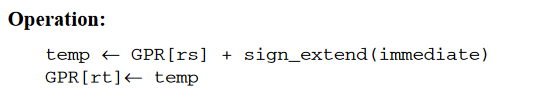 Operation:
temp ← GPR[rs] + sign_extend(immediate)
GPR[rt]← temp